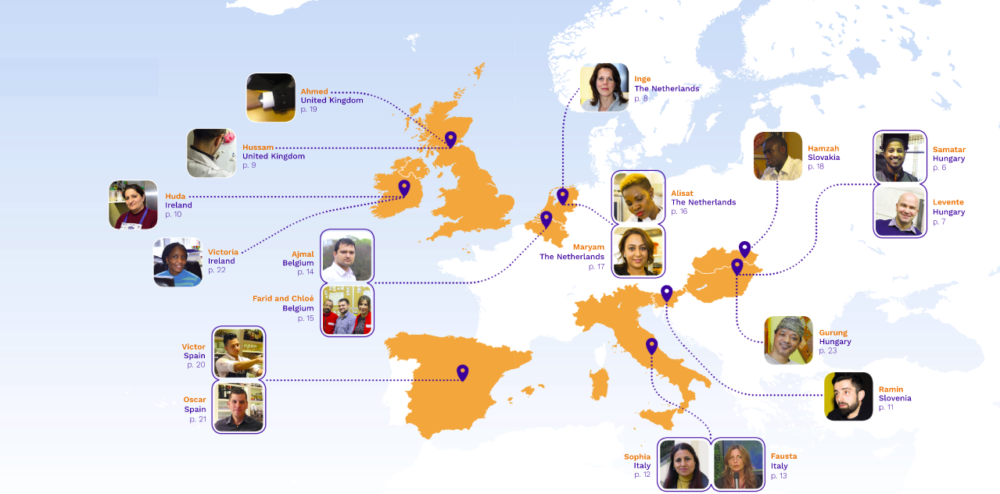 Ahmed
United Kingdom
p. 19
Inge
The Netherlands
p. 8
Hussam
United Kingdom
p. 9
Hamzah
Slovakia
p. 18
Samatar
Hungary
p. 6
Huda
Ireland
p. 10
Alisat
The Netherlands
p. 16
Levente
Hungary
p. 7
Victoria
Ireland
p. 22
Ajmal
Belgium
p. 14
Maryam
The Netherlands
p. 17
Farid and Chloé
Belgium
p. 15
Victor
Spain
p. 20
Gurung
Hungary
p. 23
Oscar
Spain
p. 21
Ramin
Slovenia
p. 11
Sophia
Italy
p. 12
Fausta
Italy
p. 13